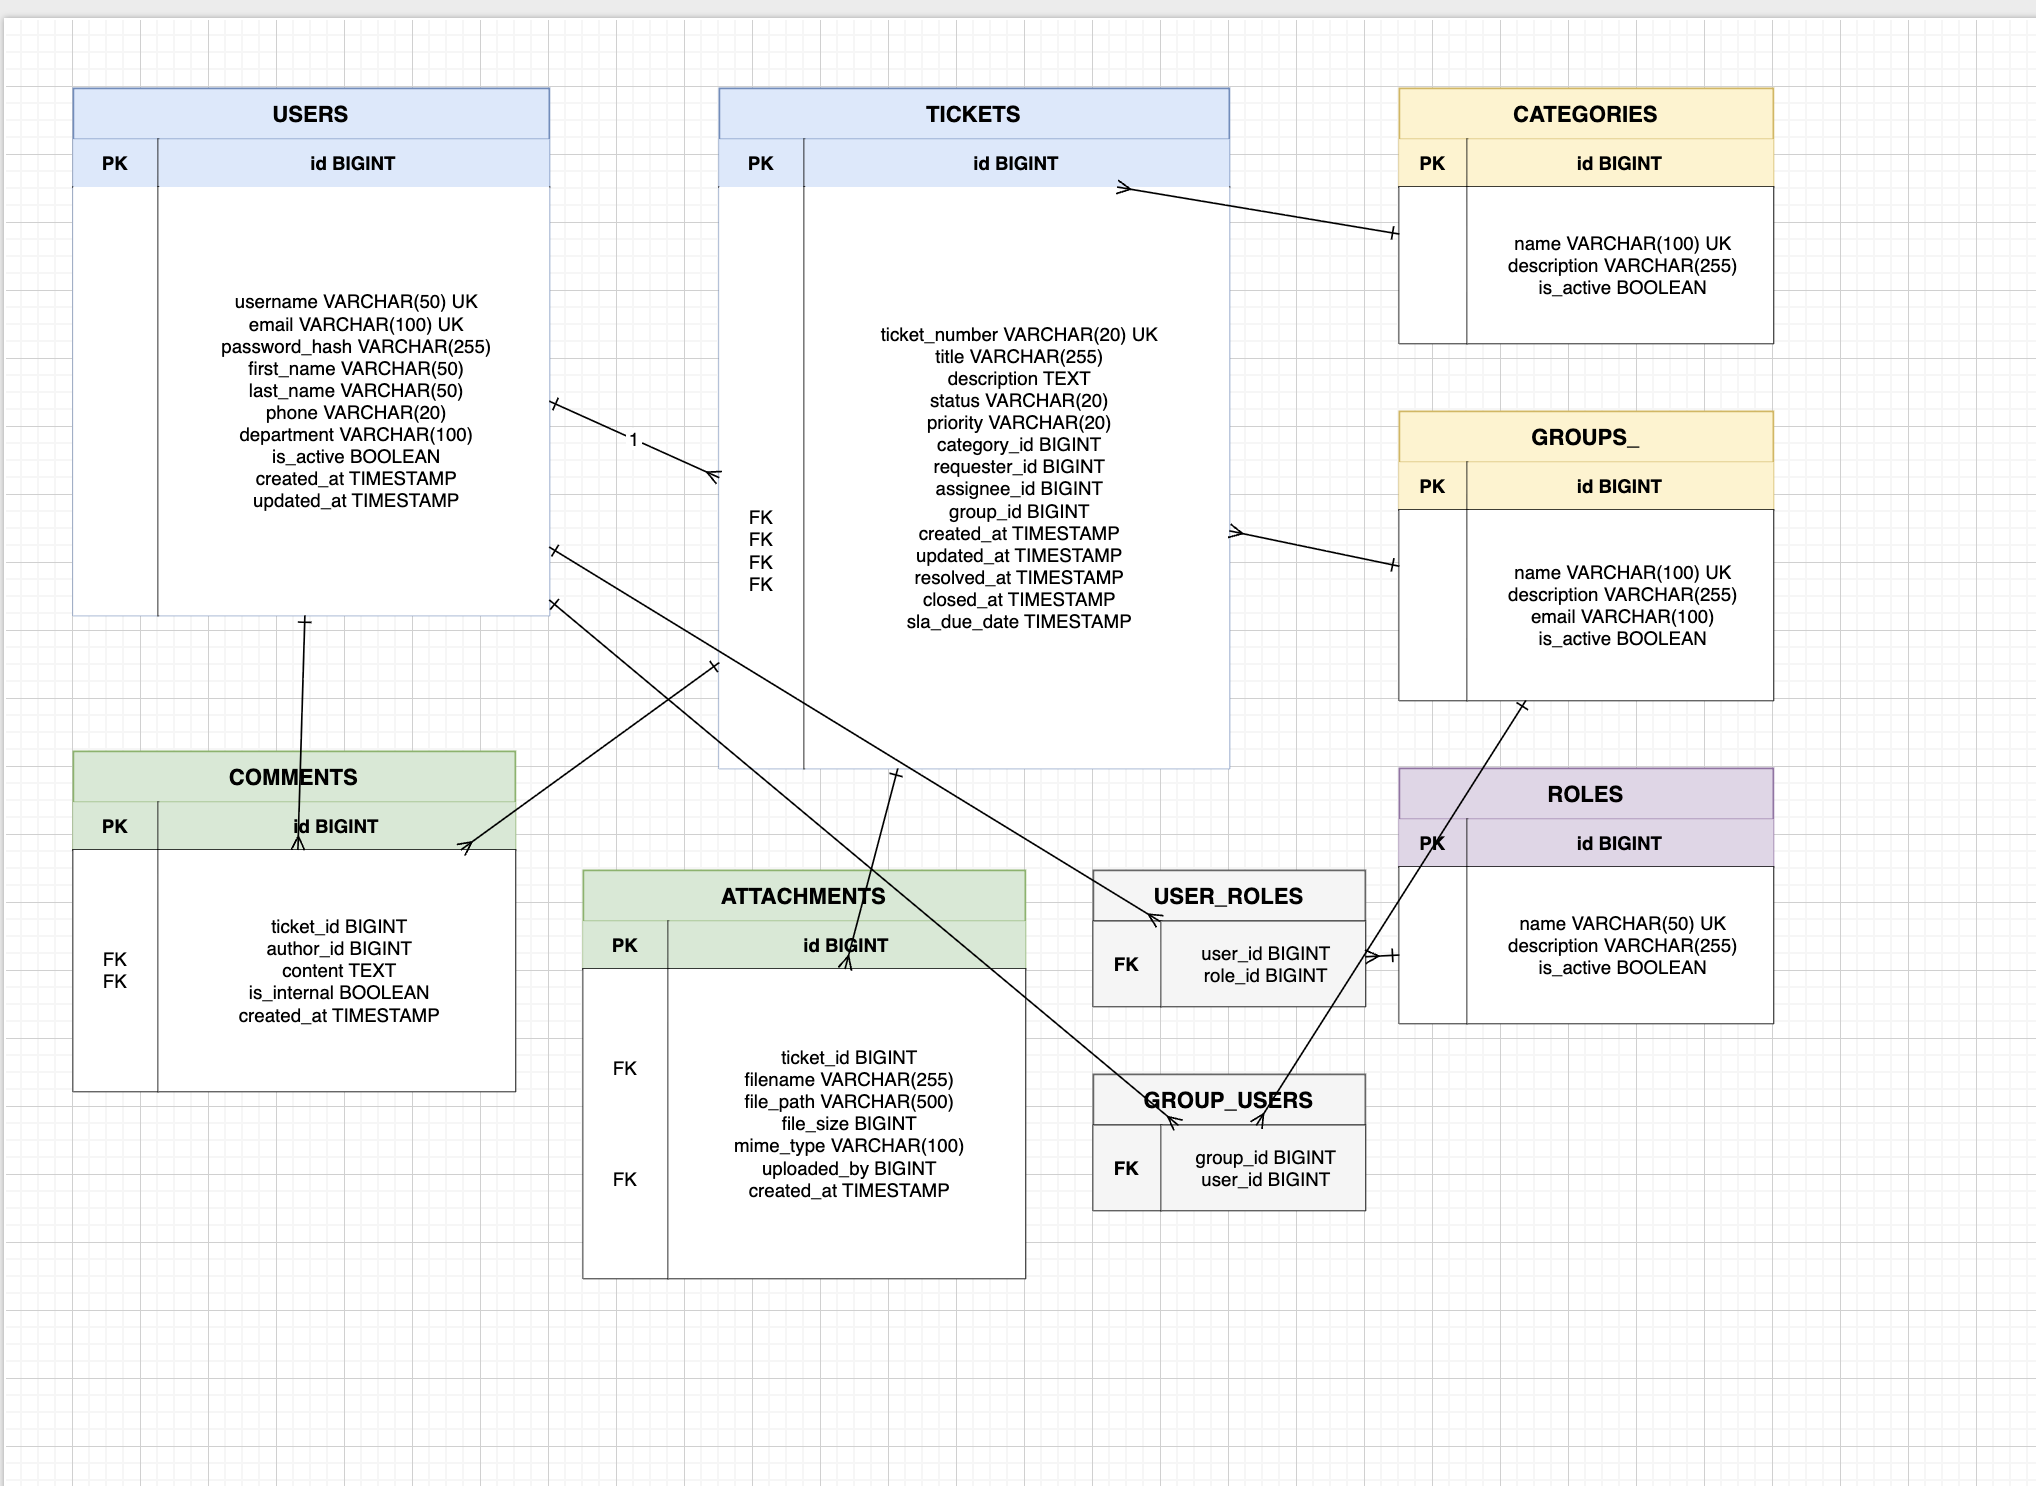 USERS
PK
id BIGINT
username VARCHAR(50) UK
email VARCHAR(100) UK
password_hash VARCHAR(255)
first_name VARCHAR(50)
last_name VARCHAR(50)
phone VARCHAR(20)
department VARCHAR(100)
is_active BOOLEAN
created_at TIMESTAMP
updated_at TIMESTAMP
1
TICKETS
PK
id BIGINT
FK
FK
FK
FK
ticket_number VARCHAR(20) UK
title VARCHAR(255)
description TEXT
status VARCHAR(20)
priority VARCHAR(20)
category_id BIGINT
requester_id BIGINT
assignee_id BIGINT
group_id BIGINT
created_at TIMESTAMP
updated_at TIMESTAMP
resolved_at TIMESTAMP
closed_at TIMESTAMP
sla_due_date TIMESTAMP
CATEGORIES
PK
id BIGINT
name VARCHAR(100) UK
description VARCHAR(255)
is_active BOOLEAN
GROUPS_
PK
id BIGINT
name VARCHAR(100) UK
description VARCHAR(255)
email VARCHAR(100)
is_active BOOLEAN
COMMENTS
PK
id BIGINT
FK
FK
ticket_id BIGINT
author_id BIGINT
content TEXT
is_internal BOOLEAN
created_at TIMESTAMP
ATTACHMENTS
PK
id BIGINT
FK
FK
ticket_id BIGINT
filename VARCHAR(255)
file_path VARCHAR(500)
file_size BIGINT
mime_type VARCHAR(100)
uploaded_by BIGINT
created_at TIMESTAMP
USER_ROLES
FK
user_id BIGINT
role_id BIGINT
ROLES
PK
id BIGINT
name VARCHAR(50) UK
description VARCHAR(255)
is_active BOOLEAN
GROUP_USERS
FK
group_id BIGINT
user_id BIGINT